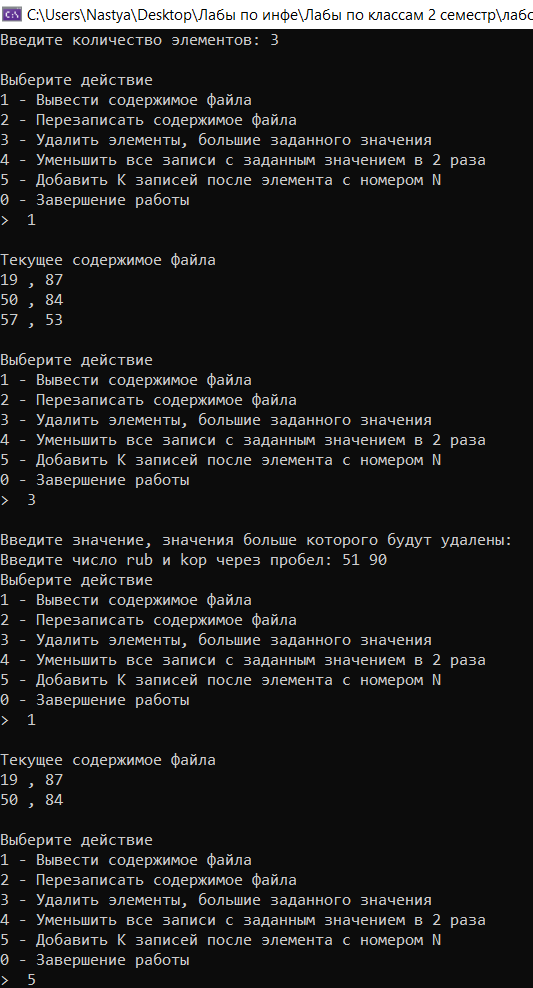 C:\Users\Nastya\Desktop\Лабы по инфе\Лабы по классам 2 семестр\лабо
Введите количество элементов: 3
Выберите действие
1 - Вывести содержимое файла
2 - Перезаписать содержимое файла
3 - Удалить элементы, большие заданного значения
4 - Уменьшить все записи с заданным значением в 2 раза
5 - Добавить K записей после элемента с номером N
0 - Завершение работы
>  1
Текущее содержимое файла
19 , 87
50 , 84
57 , 53
Выберите действие
1 - Вывести содержимое файла
2 - Перезаписать содержимое файла
3 - Удалить элементы, большие заданного значения
4 - Уменьшить все записи с заданным значением в 2 раза
5 - Добавить K записей после элемента с номером N
0 - Завершение работы
>  3
Введите значение, значения больше которого будут удалены:
Введите число rub и kop через пробел: 51 90
Выберите действие
1 - Вывести содержимое файла
2 - Перезаписать содержимое файла
3 - Удалить элементы, большие заданного значения
4 - Уменьшить все записи с заданным значением в 2 раза
5 - Добавить K записей после элемента с номером N
0 - Завершение работы
>  1
Текущее содержимое файла
19 , 87
50 , 84
Выберите действие
1 - Вывести содержимое файла
2 - Перезаписать содержимое файла
3 - Удалить элементы, большие заданного значения
4 - Уменьшить все записи с заданным значением в 2 раза
5 - Добавить K записей после элемента с номером N
0 - Завершение работы
>  5